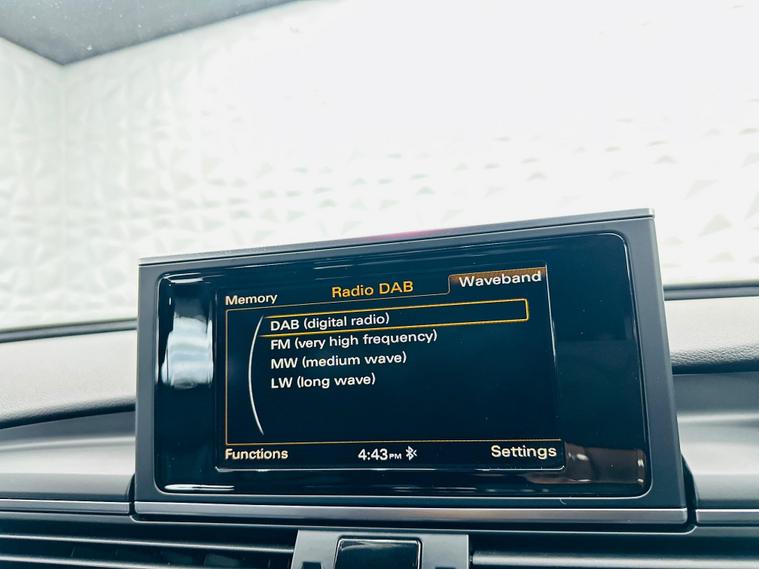 Memory
Radio DAB
Waveband
DAB (digital radio)
FM (very high frequency)
MW (medium wave)
LW (long wave)
Functions
4:43PM
Settings